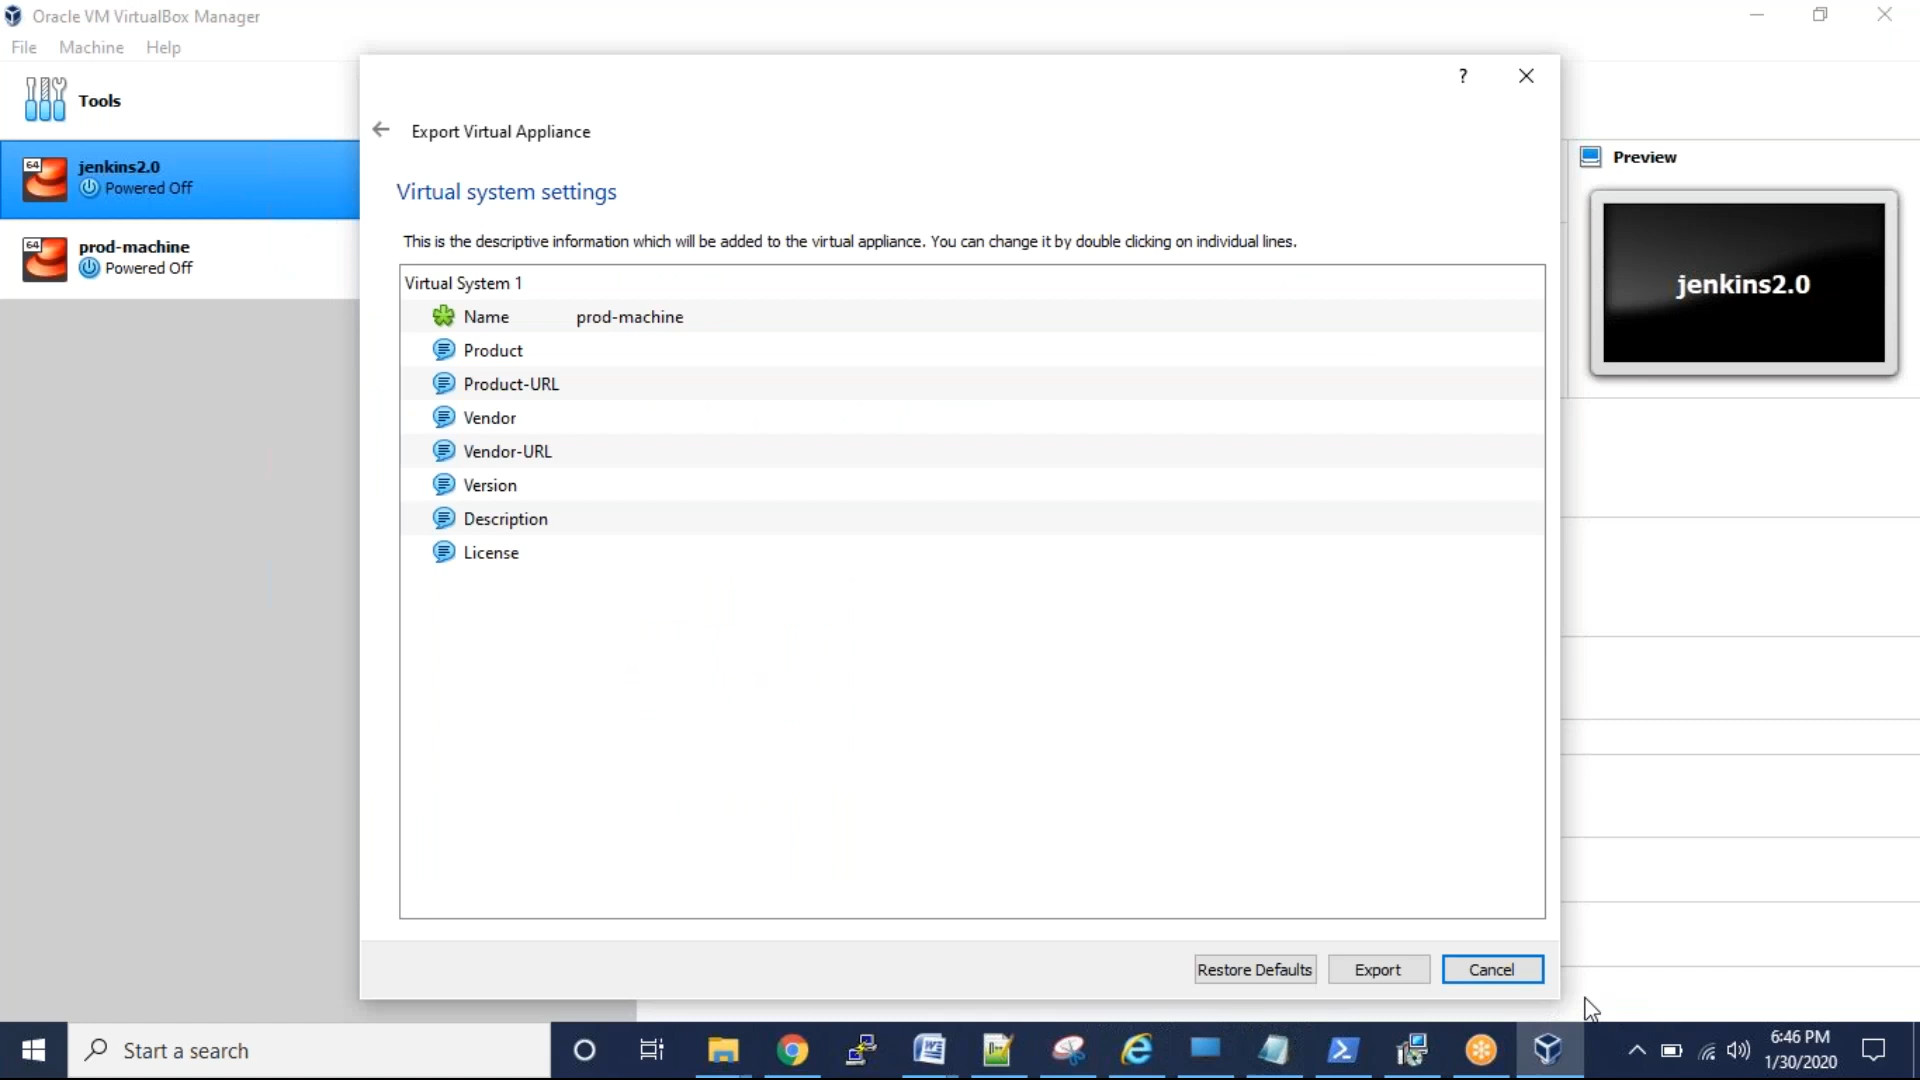 Oracle VM VirtualBox Manager
File Machine Help
?
Tools
Export Virtual Appliance
Preview
64
jenkins2.0
Powered Off
Virtual system settings
64
prod-machine
Powered Off
This is the descriptive information which will be added to the virtual appliance. You can change it by double clicking on individual lines.
jenkins2.0
Virtual System 1
Name prod-machine
Product
Product-URL
Vendor
Vendor-URL
Version
Description
License
Restore Defaults Export Cancel
Start a search
6:46 PM
1/30/2020